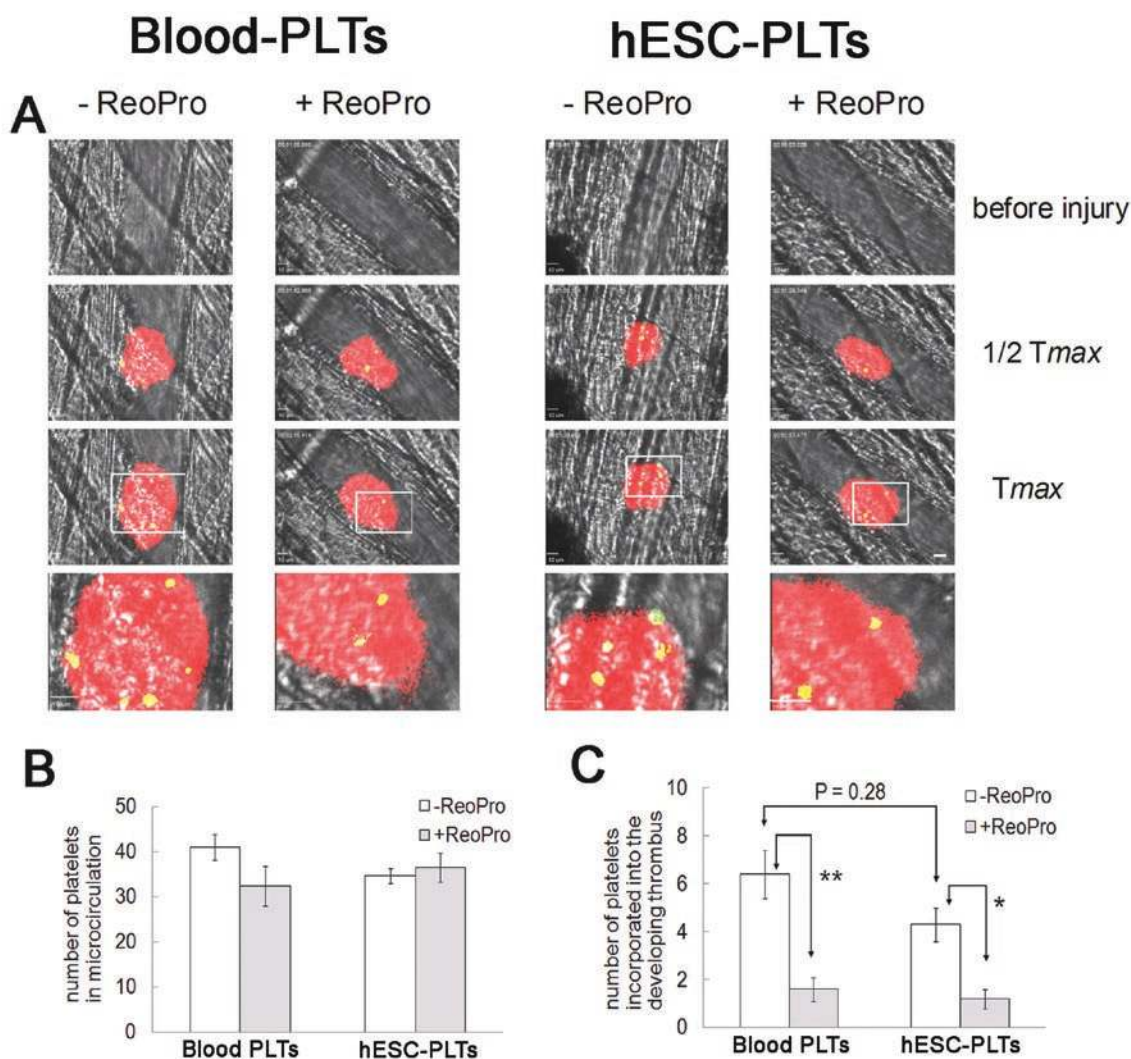 Blood-PLTs hESC-PLTs
- ReoPro + ReoPro - ReoPro + ReoPro
A
before injury
1/2 Tmax
Tmax
B
number of platelets
in microcirculation
50
40
30
20
10
0
-ReoPro
+ReoPro
Blood PLTs hESC-PLTs
C
number of platelets
incorporated into the
developing thrombus
10
8
6
4
2
0
P = 0.28
-ReoPro
+ReoPro
**
*
Blood PLTs hESC-PLTs